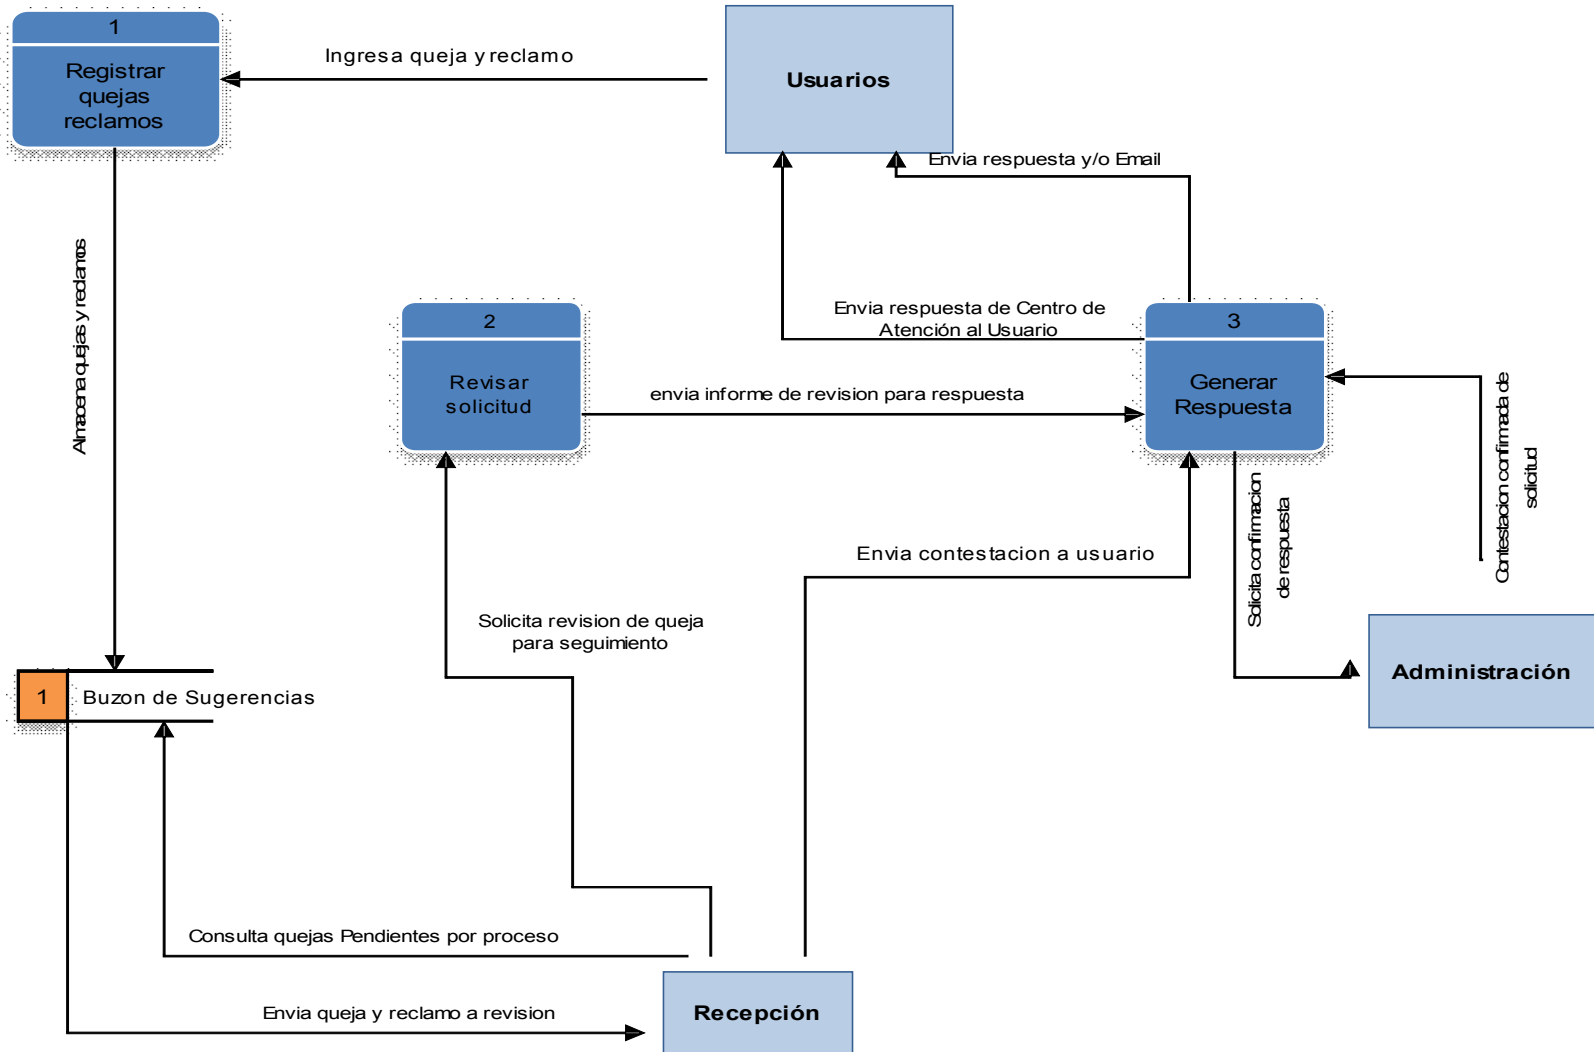 1
Registrar
quejas
reclamos
Ingresa queja y reclamo
Usuarios
Envia respuesta y/o Email
Almacena quejas y reclamos
2
Revisar
solicitud
Envia respuesta de Centro de
Atención al Usuario
3
Generar
Respuesta
envia informe de revision para respuesta
Contestacion confirmada de
solicitud
Solicita confirmacion
de respuesta
Envia contestacion a usuario
Solicita revision de queja
para seguimiento
Administración
1
Buzon de Sugerencias
Consulta quejas Pendientes por proceso
Envia queja y reclamo a revision
Recepción